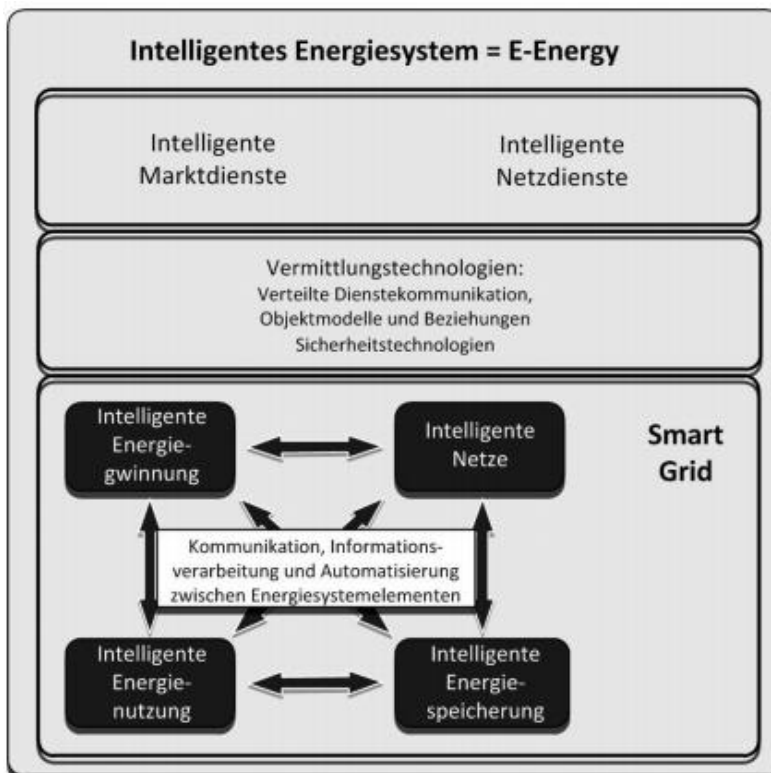 Intelligentes Energiesystem = E-Energy
Intelligente
Marktdienste
Intelligente
Netzdienste
Vermittlungstechnologien:
Verteilte Dienstekommunikation,
Objektmodelle und Beziehungen
Sicherheitstechnologien
Intelligente
Energie-
gwinnung
Intelligente
Netze
Smart
Grid
Kommunikation, Informations-
verarbeitung und Automatisierung
zwischen Energiesystemelementen
Intelligente
Energie-
nutzung
Intelligente
Energie-
speicherung